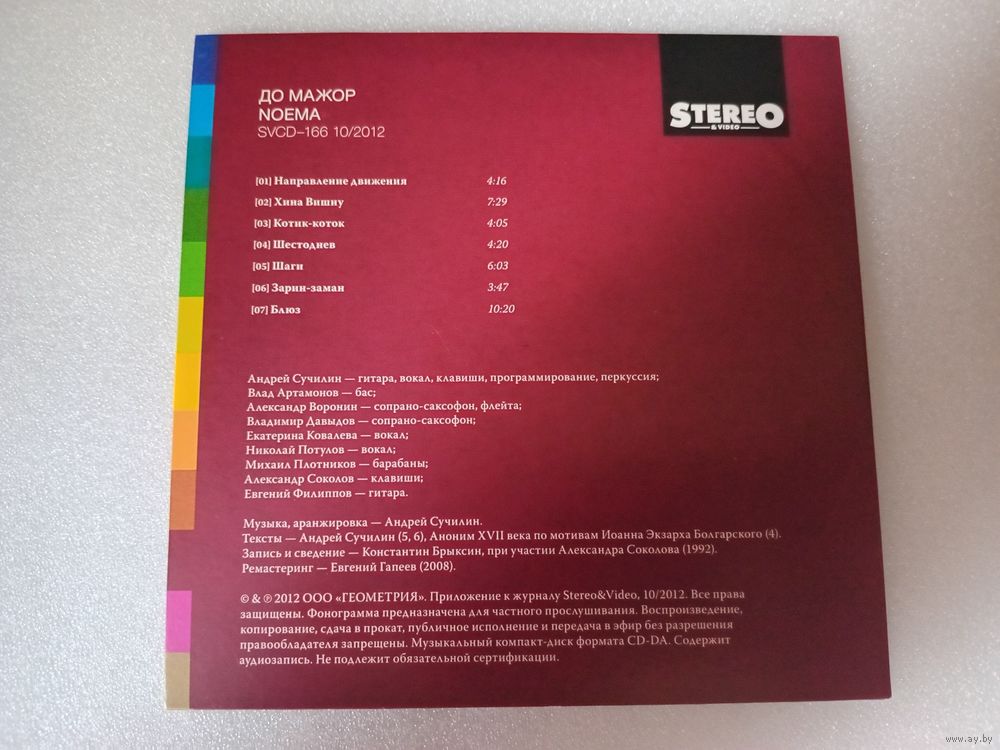 ДО МАЖОР
NOEMA
SVCD–166 10/2012
STEREO
& VIDEO
[01] Направление движения 4:16
[02] Хина Вишну 7:29
[03] Котик-коток 4:05
[04] Шестоднев 4:20
[05] Шаги 6:03
[06] Зарин-заман 3:47
[07] Блюз 10:20
Андрей Сучилин — гитара, вокал, клавиши, программирование, перкуссия;
Влад Артамонов — бас;
Александр Воронин — сопрано-саксофон, флейта;
Владимир Давыдов — сопрано-саксофон;
Екатерина Ковалева — вокал;
Николай Потулов — вокал;
Михаил Плотников — барабаны;
Александр Соколов — клавиши;
Евгений Филиппов — гитара.
Музыка, аранжировка — Андрей Сучилин.
Тексты — Андрей Сучилин (5, 6), Аноним XVII века по мотивам Иоанна Экзарха Болгарского (4).
Запись и сведение — Константин Брыксин, при участии Александра Соколова (1992).
Ремастеринг — Евгений Гапеев (2008).
© & ℗ 2012 ООО «ГЕОМЕТРИЯ». Приложение к журналу Stereo&Video, 10/2012. Все права
защищены. Фонограмма предназначена для частного прослушивания. Воспроизведение,
копирование, сдача в прокат, публичное исполнение и передача в эфир без разрешения
правообладателя запрещены. Музыкальный компакт-диск формата CD-DA. Содержит
аудиозапись. Не подлежит обязательной сертификации.
www.ay.by